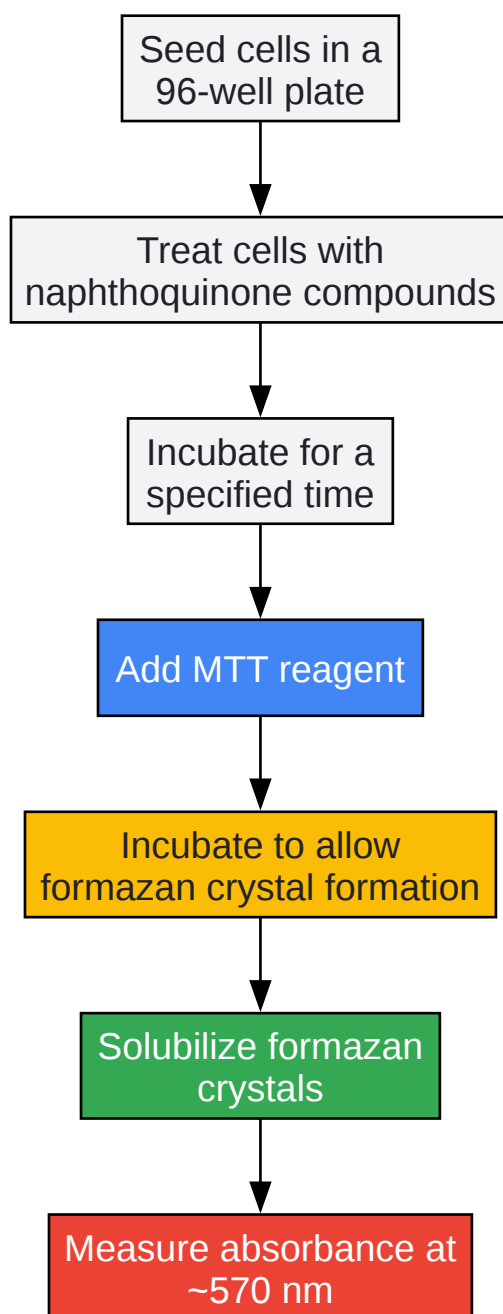 Seed cells in a
96-well plate
Treat cells with
naphthoquinone compounds
Incubate for a
specified time
Add MTT reagent
Incubate to allow
formazan crystal formation
Solubilize formazan
crystals
Measure absorbance at
~570 nm